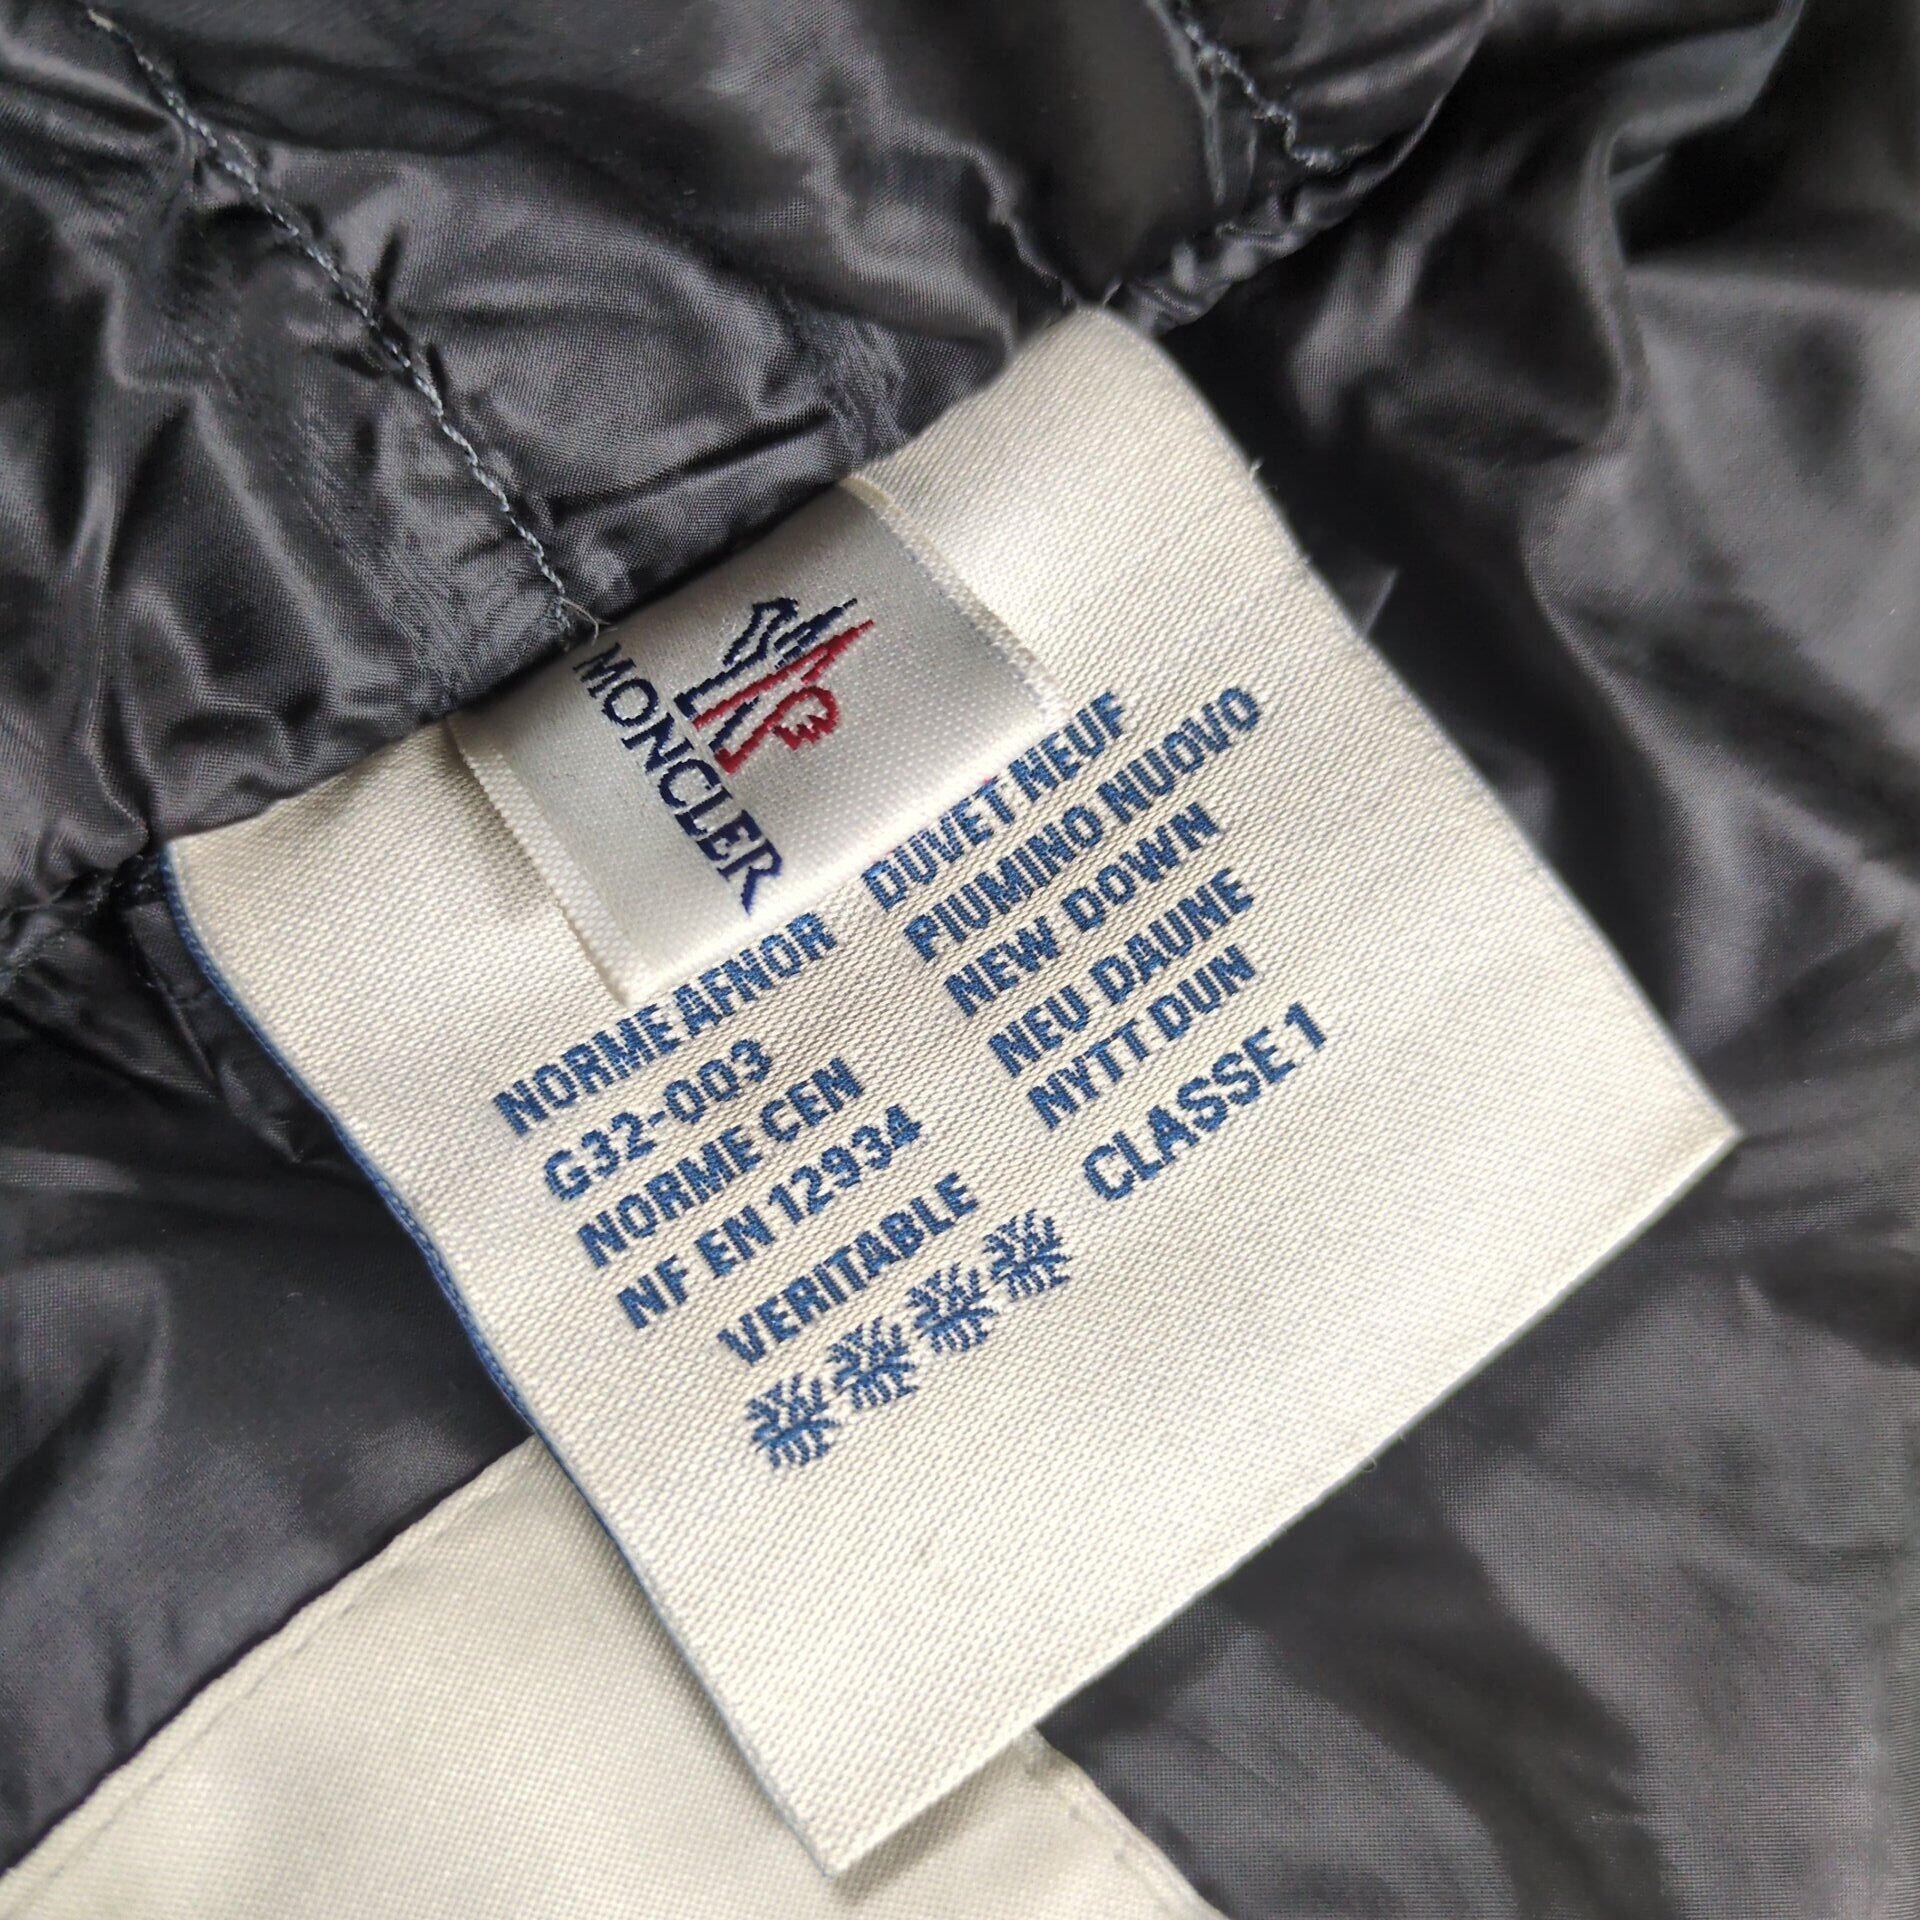 MONCLER
NORME AFNOR
G32-003
NORME CEN
NF EN 12934
VERITABLE
DUVET NEUF
PIUMINO NUOVO
NEW DOWN
NEU DAUNE
NYTT DUN
CLASSE 1